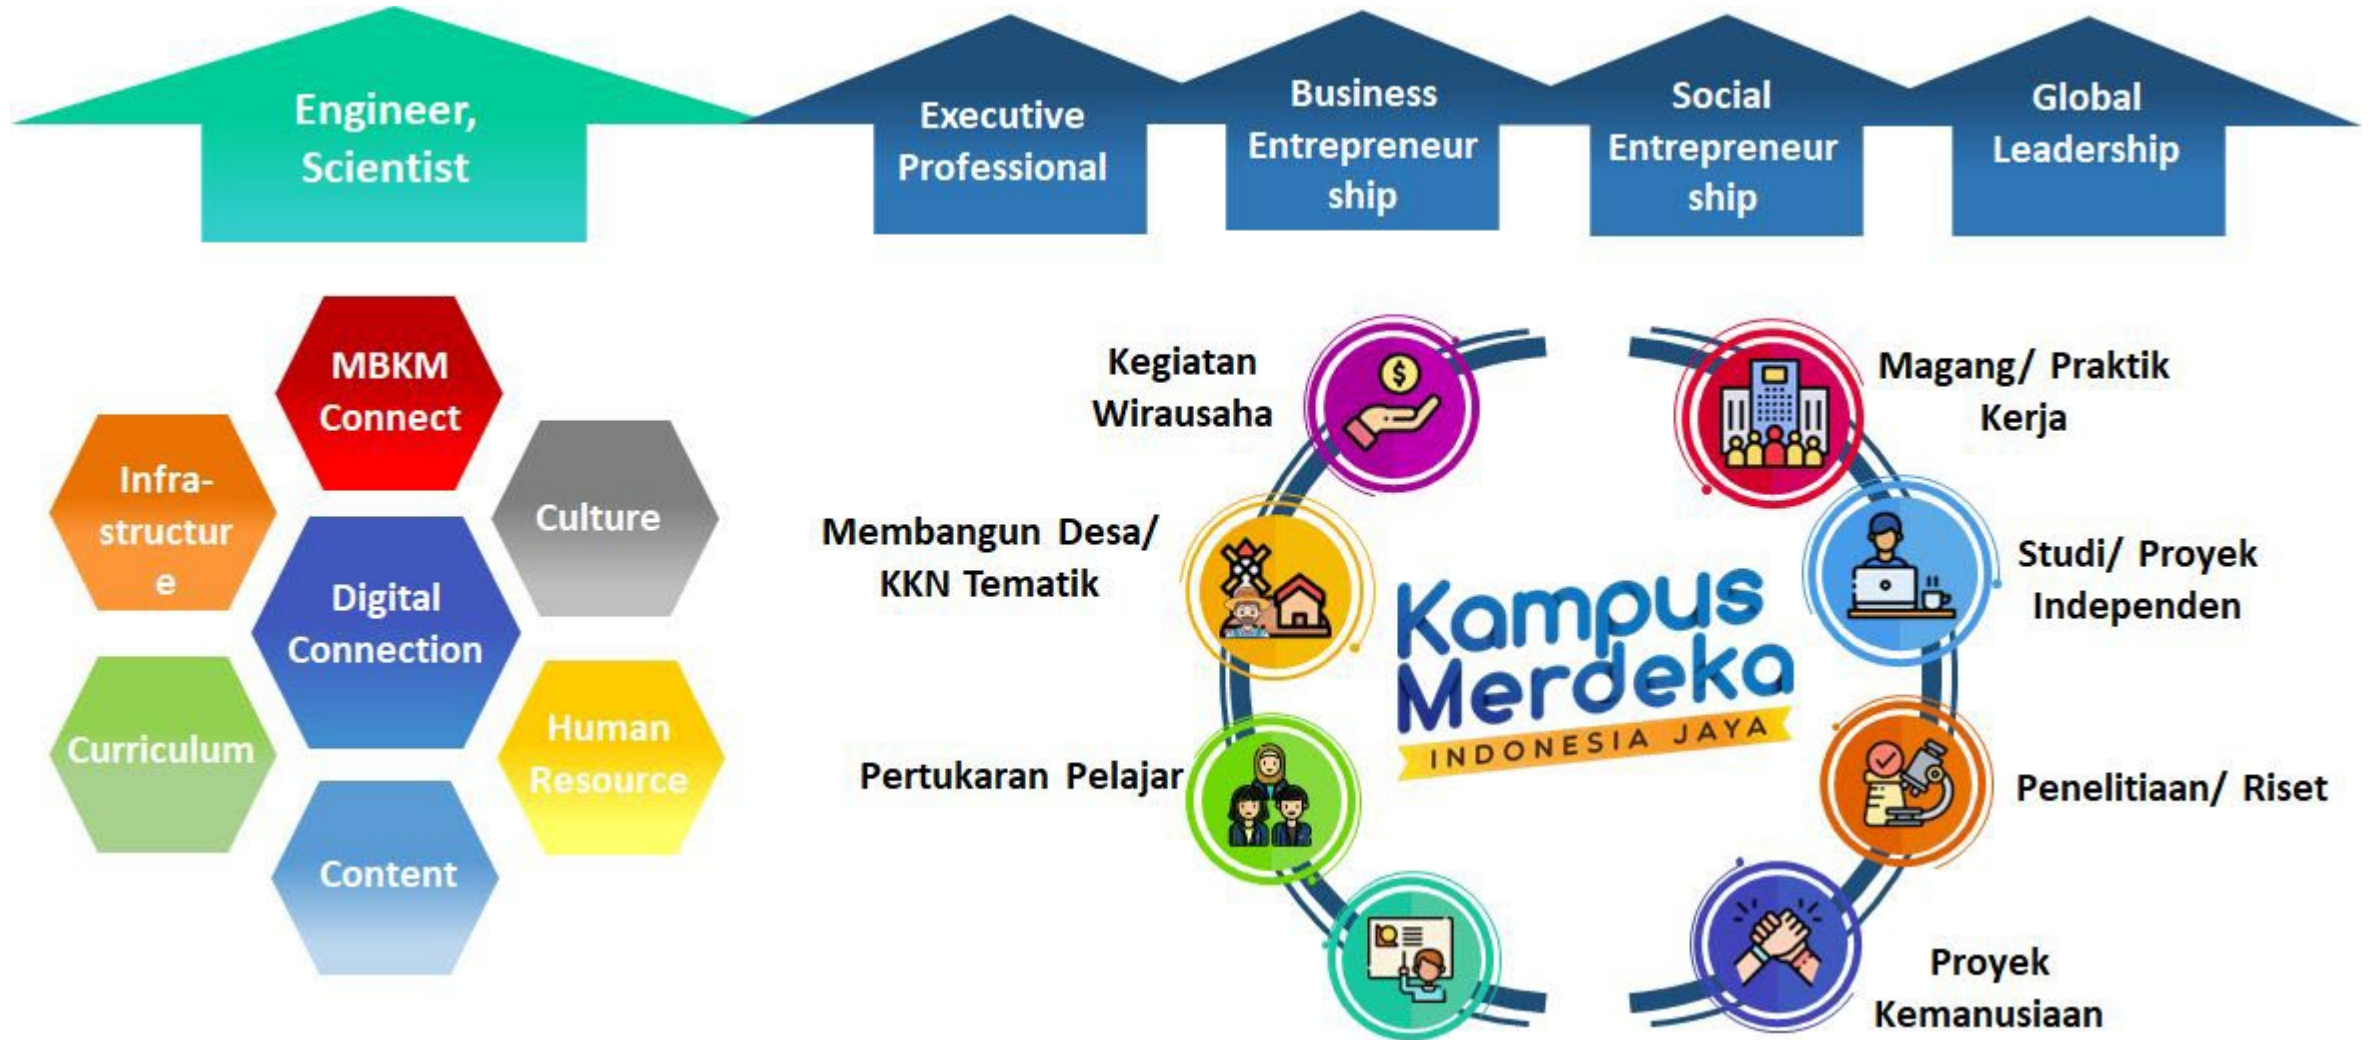 Engineer,
Scientist
Executive
Professional
Business
Entrepreneur
ship
Social
Entrepreneur
ship
Global
Leadership
MBKM
Connect
Infra-
structur
e
Culture
Digital
Connection
Curriculum
Human
Resource
Content
Kegiatan
Wirausaha
Magang/ Praktik
Kerja
Membangun Desa/
KKN Tematik
Studi/ Proyek
Independen
Kampus
Merdeka
INDONESIA JAYA
Pertukaran Pelajar
Penelitiaan/ Riset
Proyek
Kemanusiaan